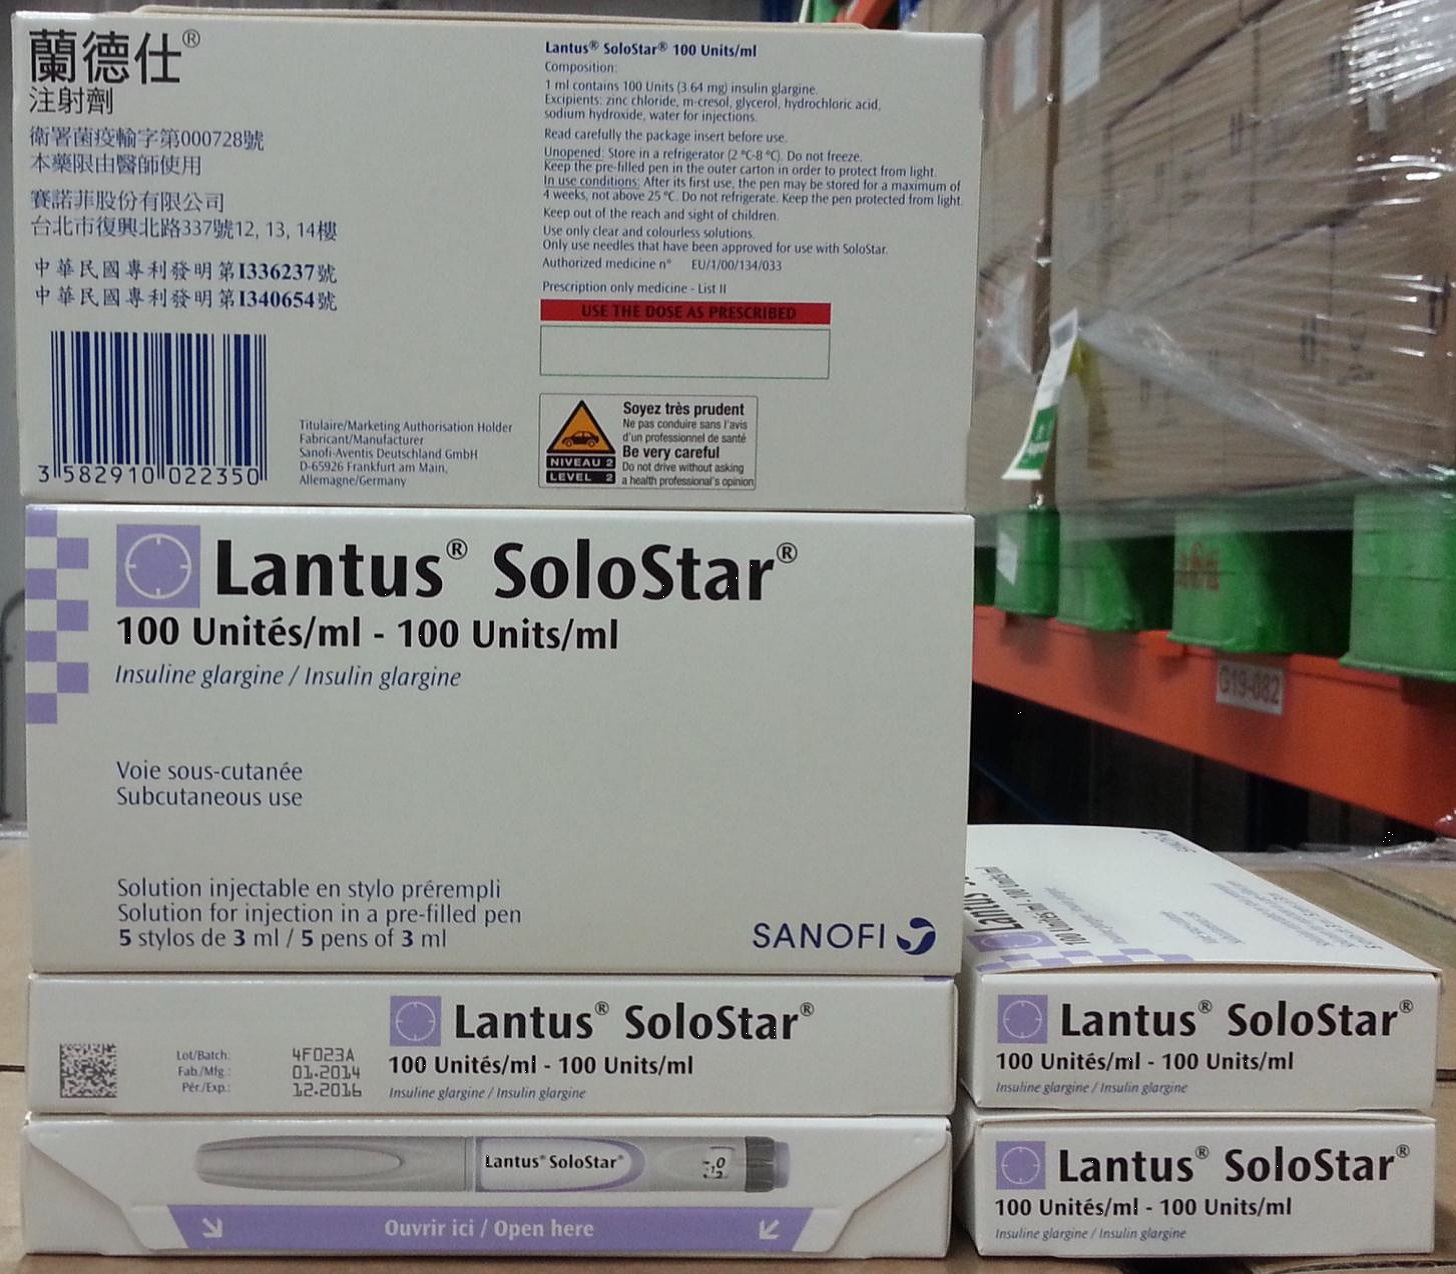 蘭德仕®
注射劑
衛署菌疫輸字第000728號
本藥限由醫師使用
賽諾菲股份有限公司
台北市復興北路337號12, 13, 14樓
中華民國專利發明第I336237號
中華民國專利發明第I340654號
3 582910 022350
Titulaire/Marketing Authorisation Holder
Fabricant/Manufacturer
Sanofi-Aventis Deutschland GmbH
D-65926 Frankfurt am Main,
Allemagne/Germany
Lantus® SoloStar® 100 Units/ml
Composition:
1 ml contains 100 Units (3.64 mg) insulin glargine.
Excipients: zinc chloride, m-cresol, glycerol, hydrochloric acid,
sodium hydroxide, water for injections.
Read carefully the package insert before use.
Unopened: Store in a refrigerator (2 °C-8 °C). Do not freeze.
Keep the pre-filled pen in the outer carton in order to protect from light.
In use conditions: After its first use, the pen may be stored for a maximum of
4 weeks, not above 25 °C. Do not refrigerate. Keep the pen protected from light.
Keep out of the reach and sight of children.
Use only clear and colourless solutions.
Only use needles that have been approved for use with SoloStar.
Authorized medicine n° EU/1/00/134/033
Prescription only medicine - List II
USE THE DOSE AS PRESCRIBED
NIVEAU 2
LEVEL 2
Soyez très prudent
Ne pas conduire sans l'avis
d'un professionnel de santé
Be very careful
Do not drive without asking
a health professional's opinion
Lantus® SoloStar®
100 Unités/ml - 100 Units/ml
Insuline glargine / Insulin glargine
Voie sous-cutanée
Subcutaneous use
Solution injectable en stylo prérempli
Solution for injection in a pre-filled pen
5 stylos de 3 ml / 5 pens of 3 ml
SANOFI
Lot/Batch: 4F023A
Fab./Mfg.: 01-2014
Pér./Exp.: 12-2016
Lantus® SoloStar®
100 Unités/ml - 100 Units/ml
Insuline glargine / Insulin glargine
Lantus® SoloStar®
Ouvrir ici / Open here
G19-082
Lantus® SoloStar®
100 Unités/ml - 100 Units/ml
Insuline glargine / Insulin glargine
Lantus® SoloStar®
100 Unités/ml - 100 Units/ml
Insuline glargine / Insulin glargine